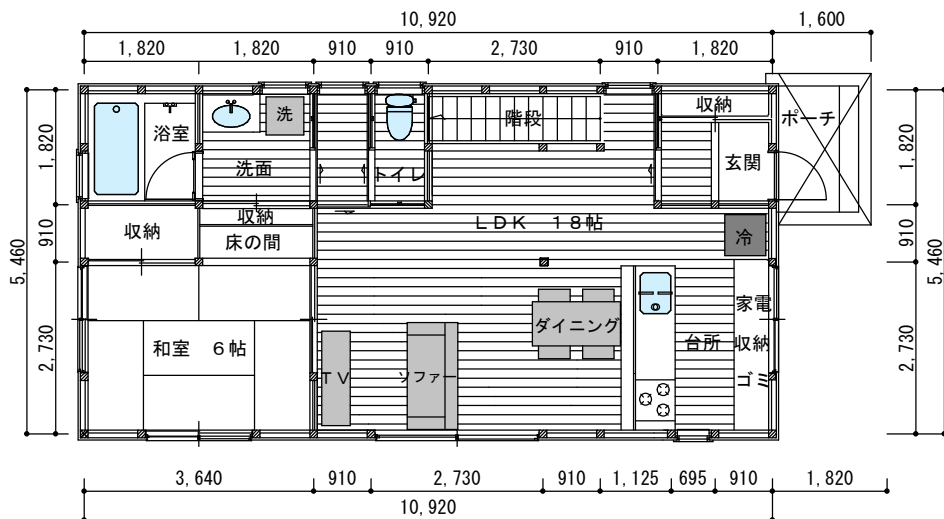 10,920
1,600
1,820
1,820
910
910
2,730
910
1,820
1,820
910
2,730
5,460
1,820
910
2,730
5,460
浴室
洗
洗面
トイレ
階段
収納
玄関
ポーチ
収納
収納
床の間
LDK 18帖
冷
和室 6帖
TV
ソファー
ダイニング
台所
家電
収納
ゴミ
3,640
910
2,730
910
1,125
695
910
1,820
10,920